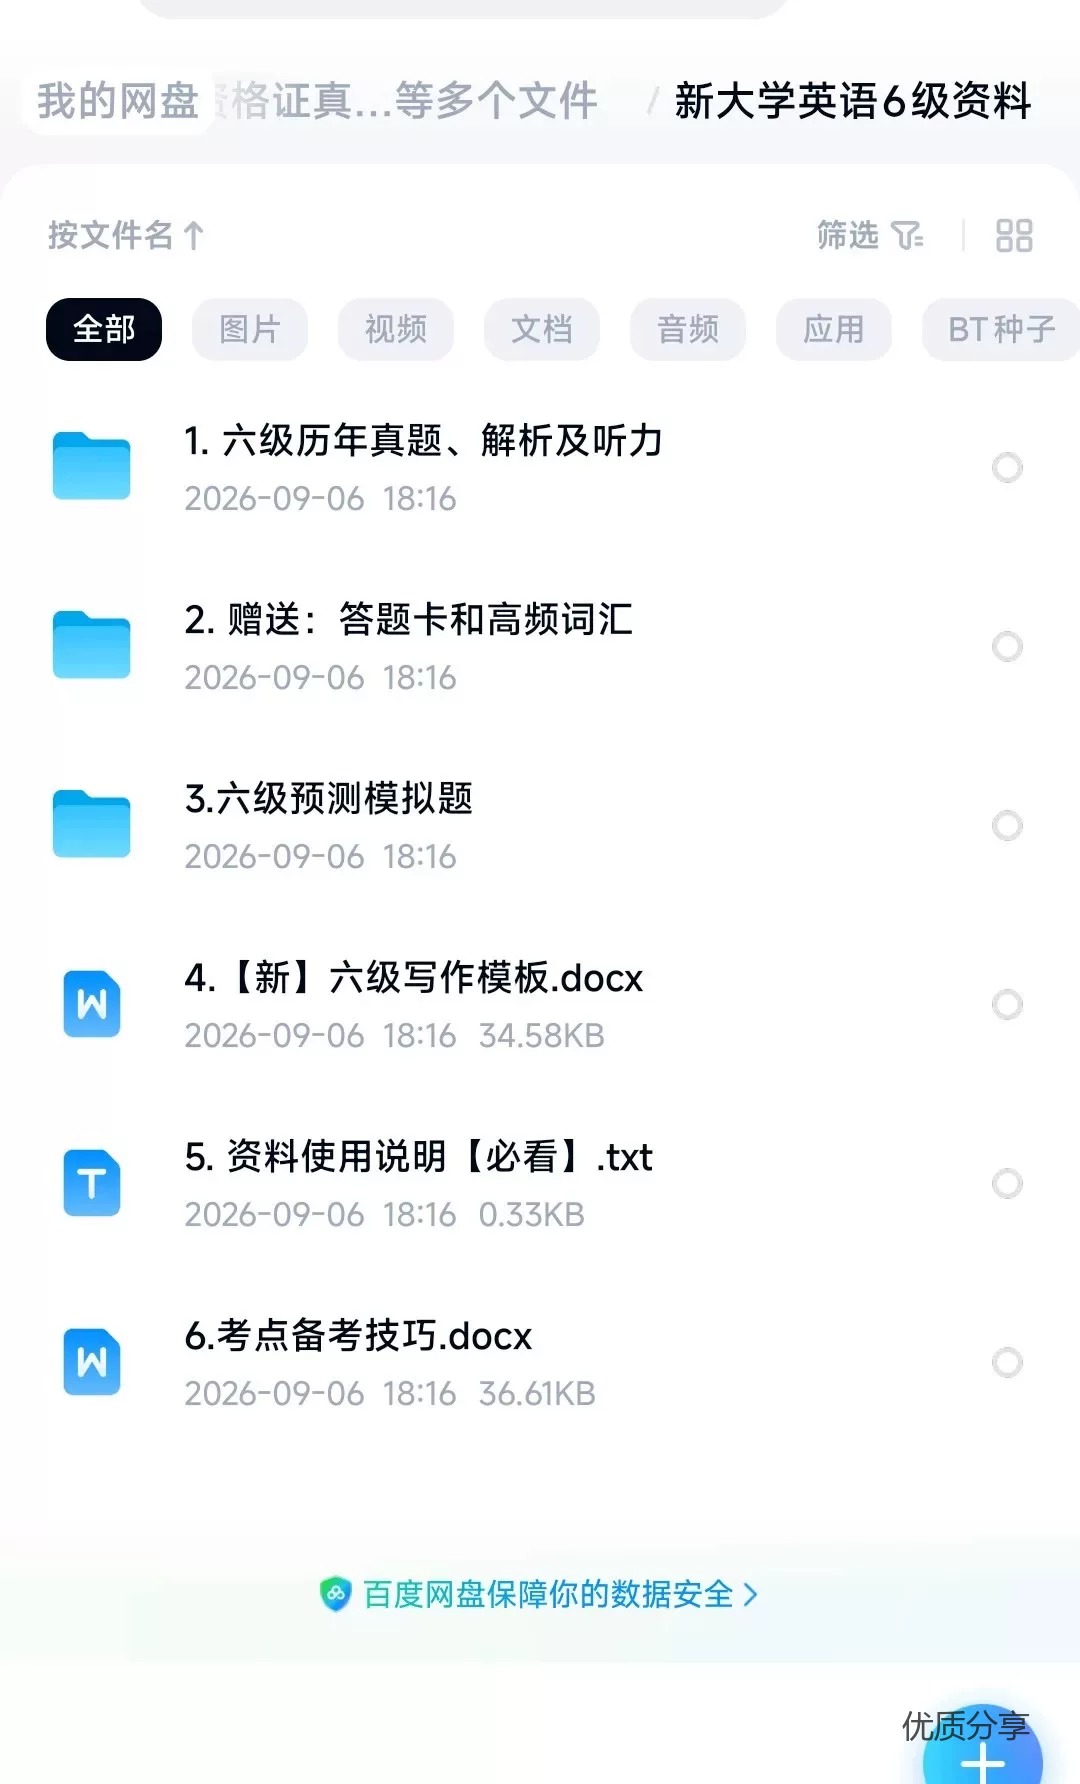 我的网盘 资格证真...等多个文件 / 新大学英语6级资料
按文件名↑ 筛选
全部 图片 视频 文档 音频 应用 BT种子
1. 六级历年真题、解析及听力
2026-09-06 18:16
2. 赠送：答题卡和高频词汇
2026-09-06 18:16
3.六级预测模拟题
2026-09-06 18:16
4.【新】六级写作模板.docx
2026-09-06 18:16 34.58KB
5. 资料使用说明【必看】.txt
2026-09-06 18:16 0.33KB
6.考点备考技巧.docx
2026-09-06 18:16 36.61KB
百度网盘保障你的数据安全
优质分享